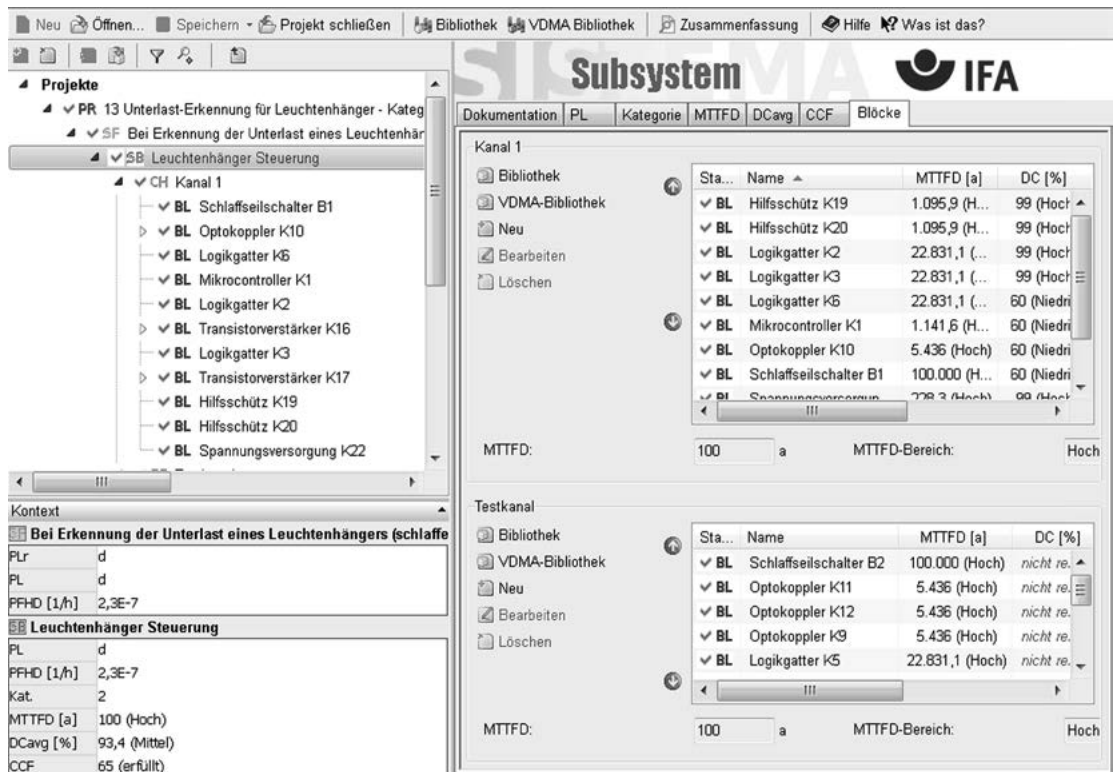 Neu Öffnen... Speichern Projekt schließen Bibliothek VDMA Bibliothek Zusammenfassung Hilfe Was ist das?
Projekte
PR 13 Unterlast-Erkennung für Leuchtenhänger - Kateg
SF Bei Erkennung der Unterlast eines Leuchtenhär
SB Leuchtenhänger Steuerung
CH Kanal 1
BL Schlaffseilschalter B1
BL Optokoppler K10
BL Logikgatter K6
BL Mikrocontroller K1
BL Logikgatter K2
BL Transistorverstärker K16
BL Logikgatter K3
BL Transistorverstärker K17
BL Hilfsschütz K19
BL Hilfsschütz K20
BL Spannungsversorgung K22
Kontext
SF Bei Erkennung der Unterlast eines Leuchtenhängers (schlaffe
PLr d
PL d
PFHD [1/h] 2,3E-7
SB Leuchtenhänger Steuerung
PL d
PFHD [1/h] 2,3E-7
Kat. 2
MTTFD [a] 100 (Hoch)
DCavg [%] 93,4 (Mittel)
CCF 65 (erfüllt)
SISTEMA
Subsystem IFA
Dokumentation PL Kategorie MTTFD DCavg CCF Blöcke
Kanal 1
Bibliothek
VDMA-Bibliothek
Neu
Bearbeiten
Löschen
Sta... Name MTTFD [a] DC [%]
BL Hilfsschütz K19 1.095,9 (H... 99 (Hoch
BL Hilfsschütz K20 1.095,9 (H... 99 (Hoch
BL Logikgatter K2 22.831,1 (... 99 (Hoch
BL Logikgatter K3 22.831,1 (... 99 (Hoch
BL Logikgatter K6 22.831,1 (... 60 (Niedri
BL Mikrocontroller K1 1.141,6 (H... 60 (Niedri
BL Optokoppler K10 5.436 (Hoch) 60 (Niedri
BL Schlaffseilschalter B1 100.000 (H... 60 (Niedri
BL Spannungsversorgun 228,3 (Hoch) 99 (Hoch
MTTFD: 100 a MTTFD-Bereich: Hoch
Testkanal
Bibliothek
VDMA-Bibliothek
Neu
Bearbeiten
Löschen
Sta... Name MTTFD [a] DC [%]
BL Schlaffseilschalter B2 100.000 (Hoch) nicht re.
BL Optokoppler K11 5.436 (Hoch) nicht re.
BL Optokoppler K12 5.436 (Hoch) nicht re.
BL Optokoppler K9 5.436 (Hoch) nicht re.
BL Logikgatter K5 22.831,1 (Hoch) nicht re.
MTTFD: 100 a MTTFD-Bereich: Hoch